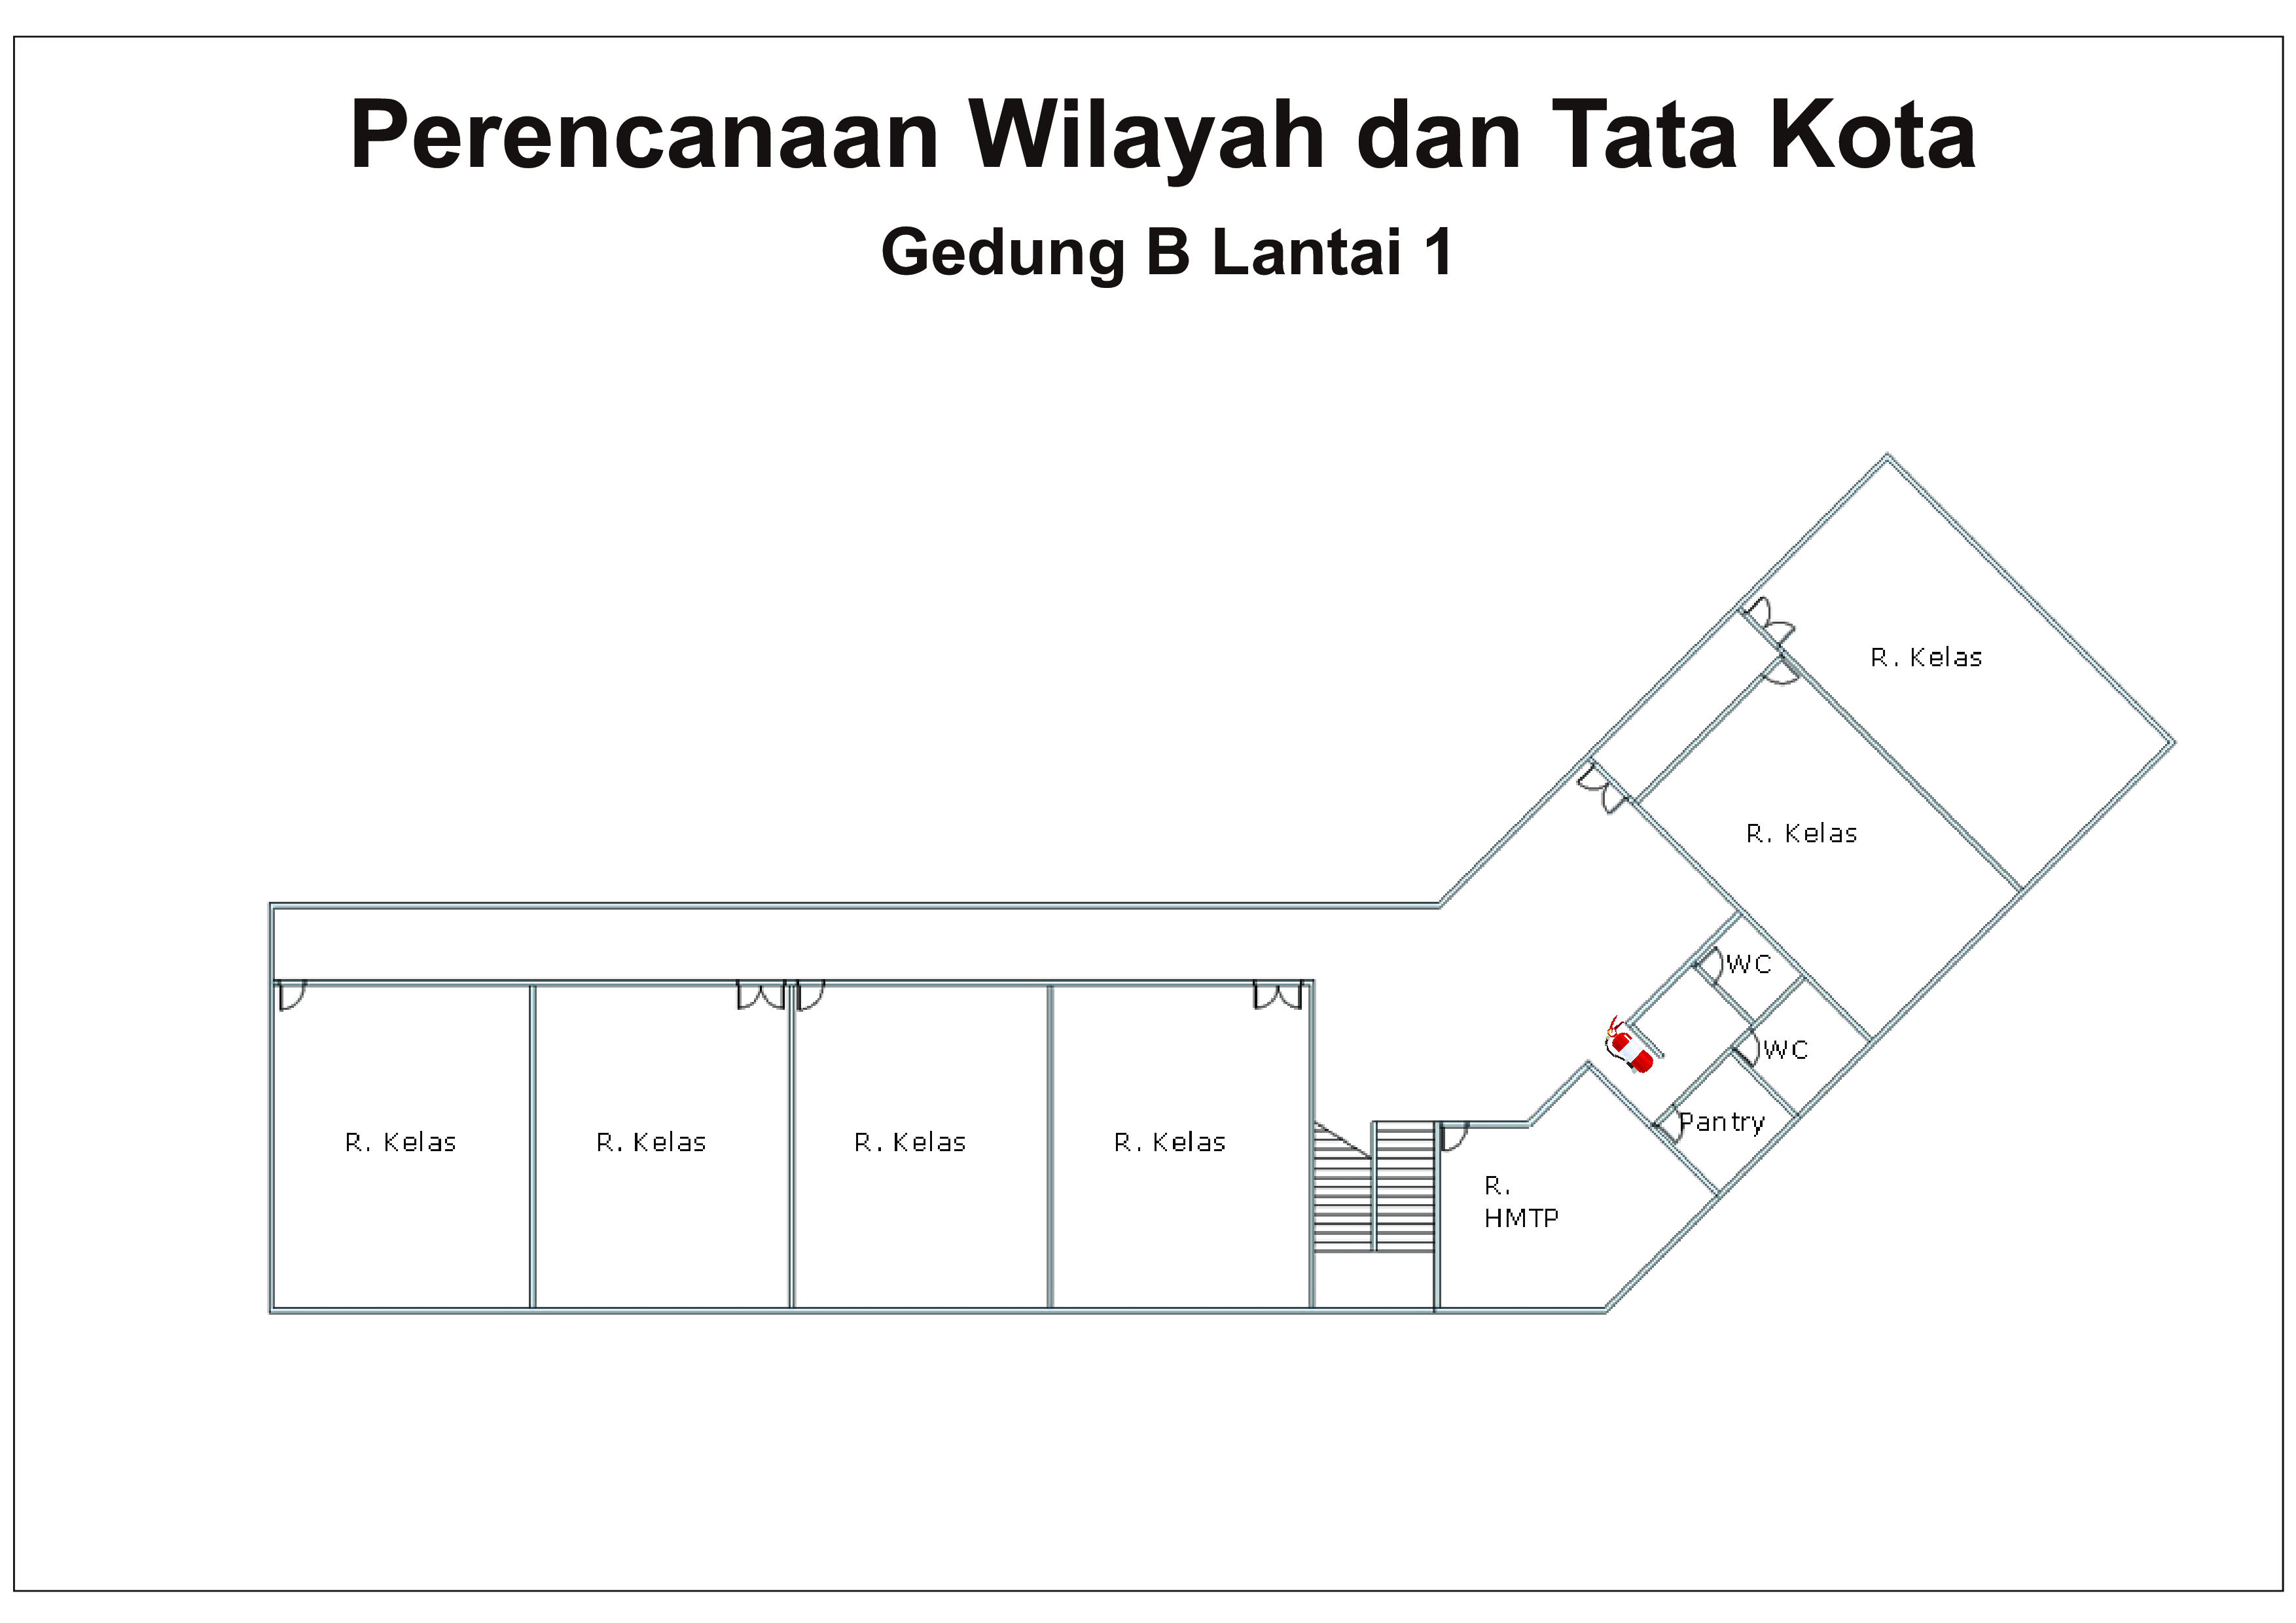 Perencanaan Wilayah dan Tata Kota
Gedung B Lantai 1
R. Kelas
R. Kelas
WC
WC
Pantry
R. Kelas
R. Kelas
R. Kelas
R. Kelas
R.
HMTP